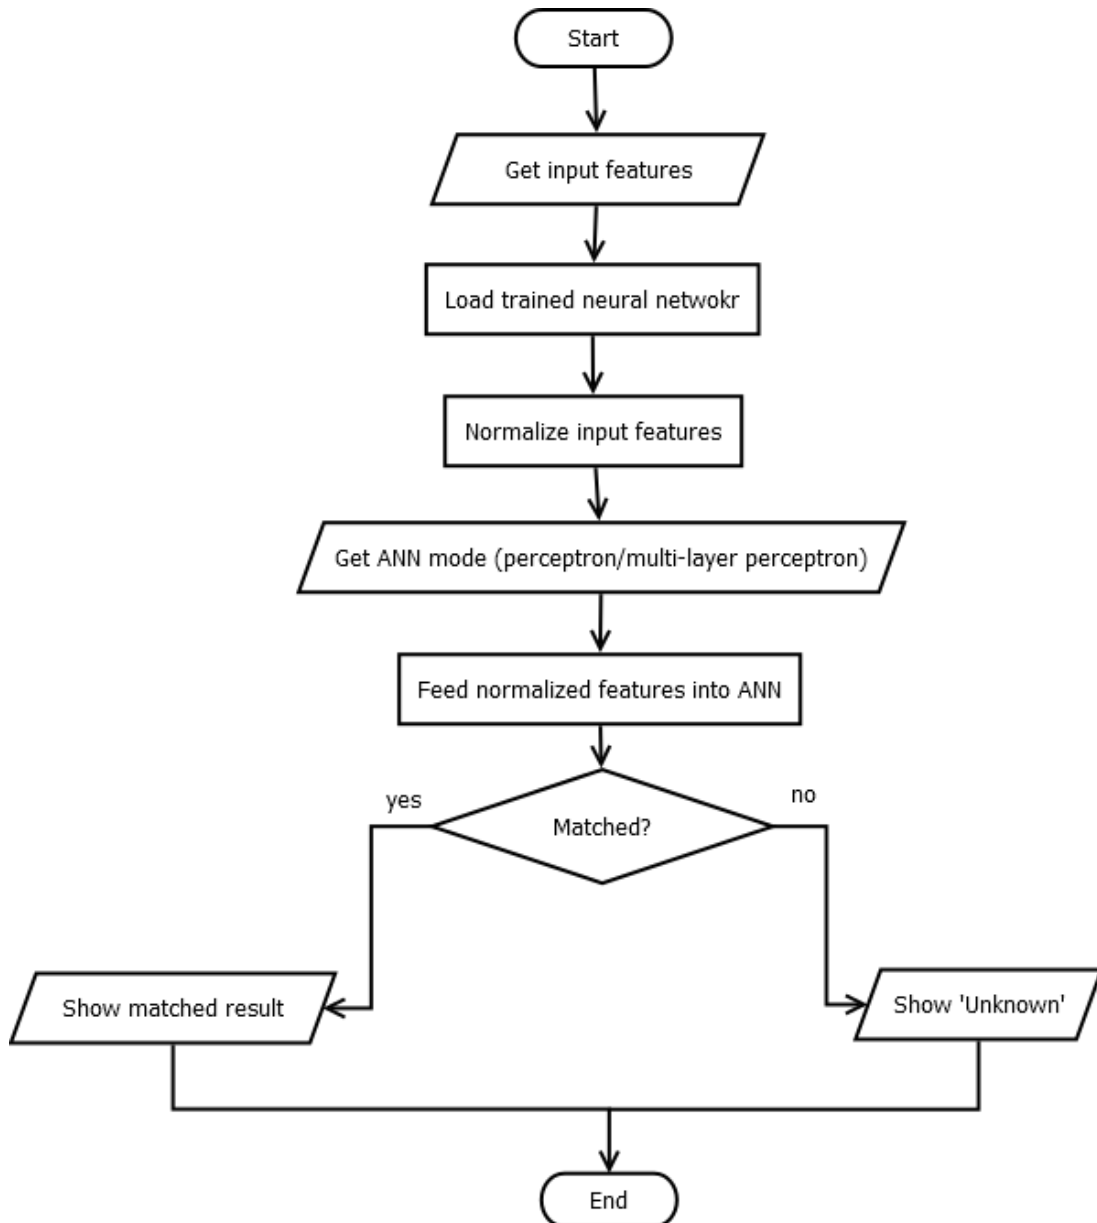 Start
Get input features
Load trained neural netwokr
Normalize input features
Get ANN mode (perceptron/multi-layer perceptron)
Feed normalized features into ANN
yes
no
Matched?
Show matched result
Show 'Unknown'
End